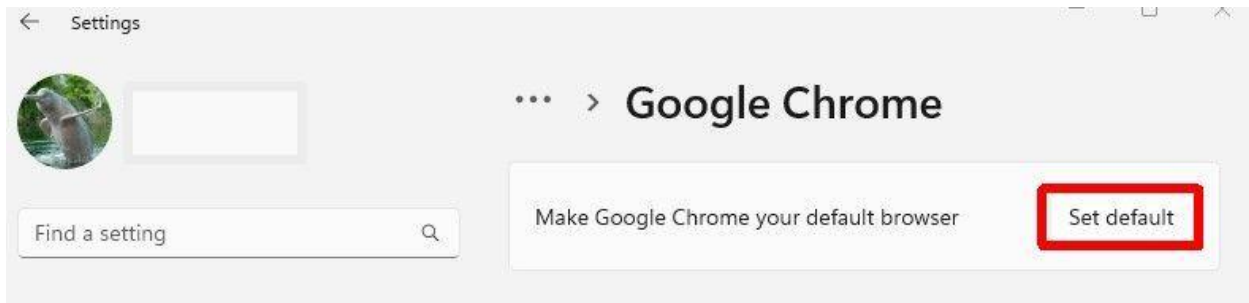 Settings
... > Google Chrome
Make Google Chrome your default browser
Set default
Find a setting